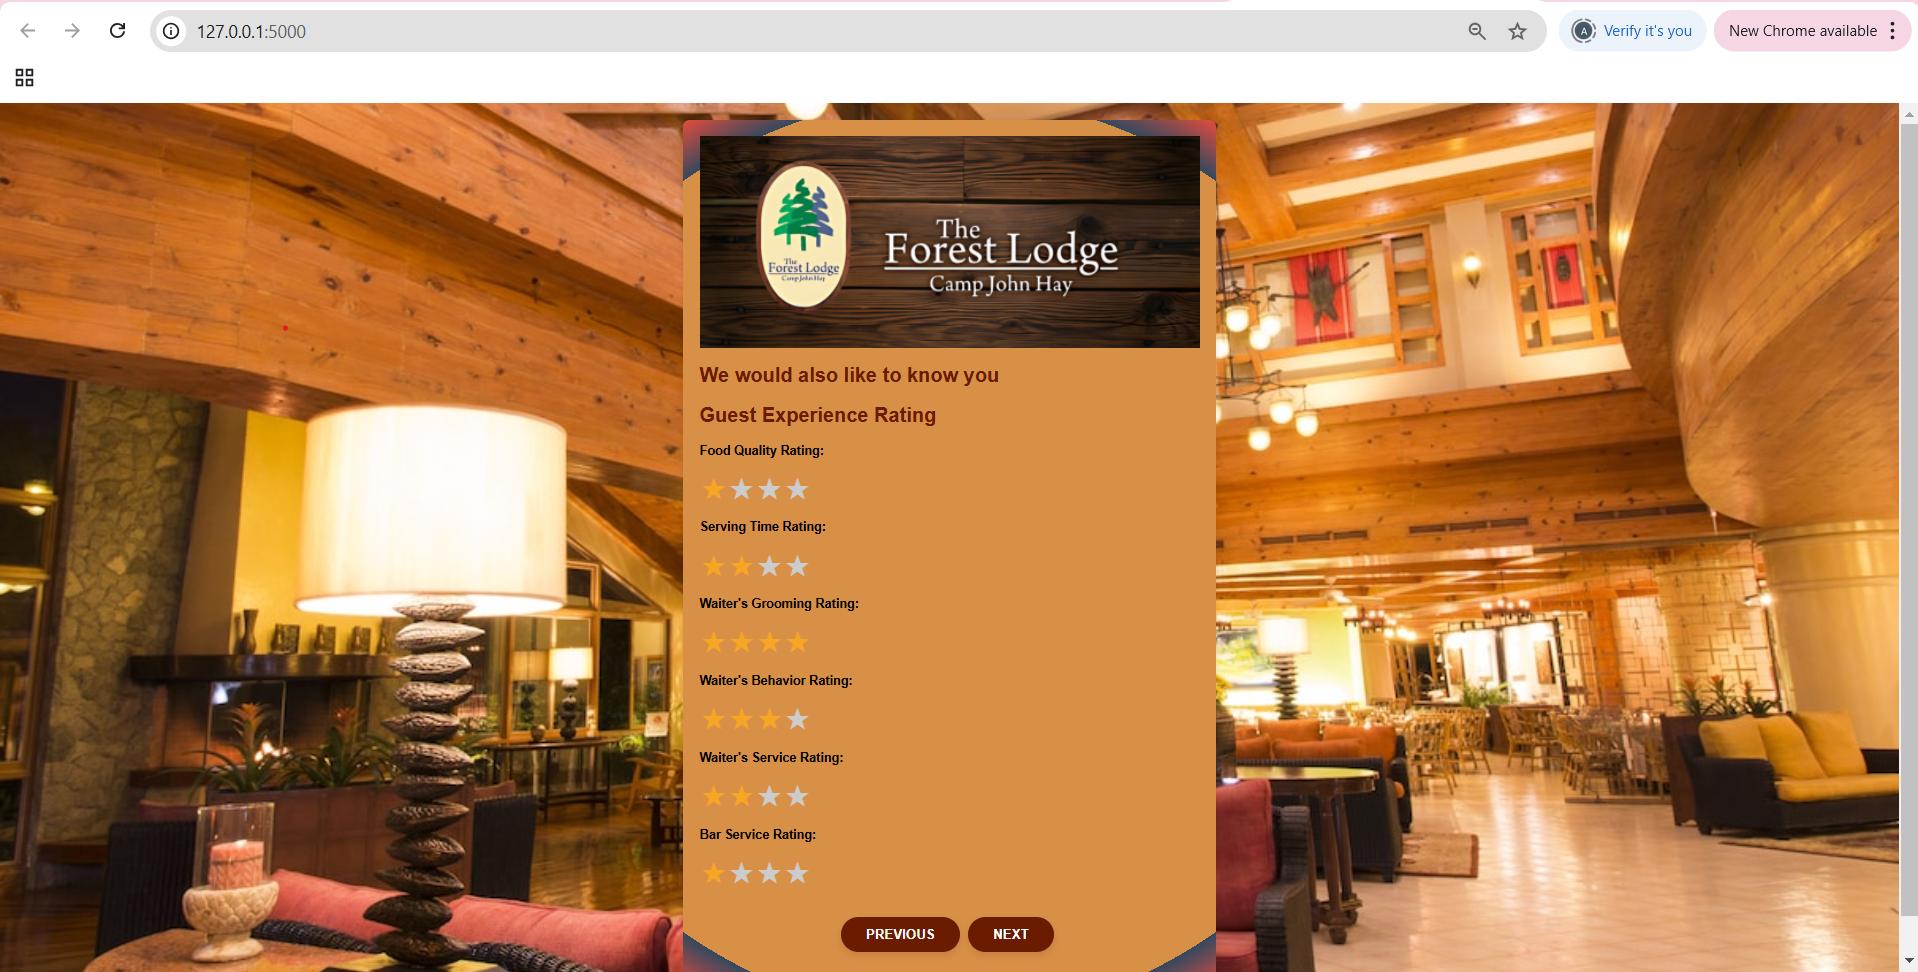 127.0.0.1:5000
A
Verify it's you
New Chrome available
The
Forest Lodge
Camp John Hay
The
Forest Lodge
Camp John Hay
We would also like to know you
Guest Experience Rating
Food Quality Rating:
Serving Time Rating:
Waiter's Grooming Rating:
Waiter's Behavior Rating:
Waiter's Service Rating:
Bar Service Rating:
PREVIOUS
NEXT